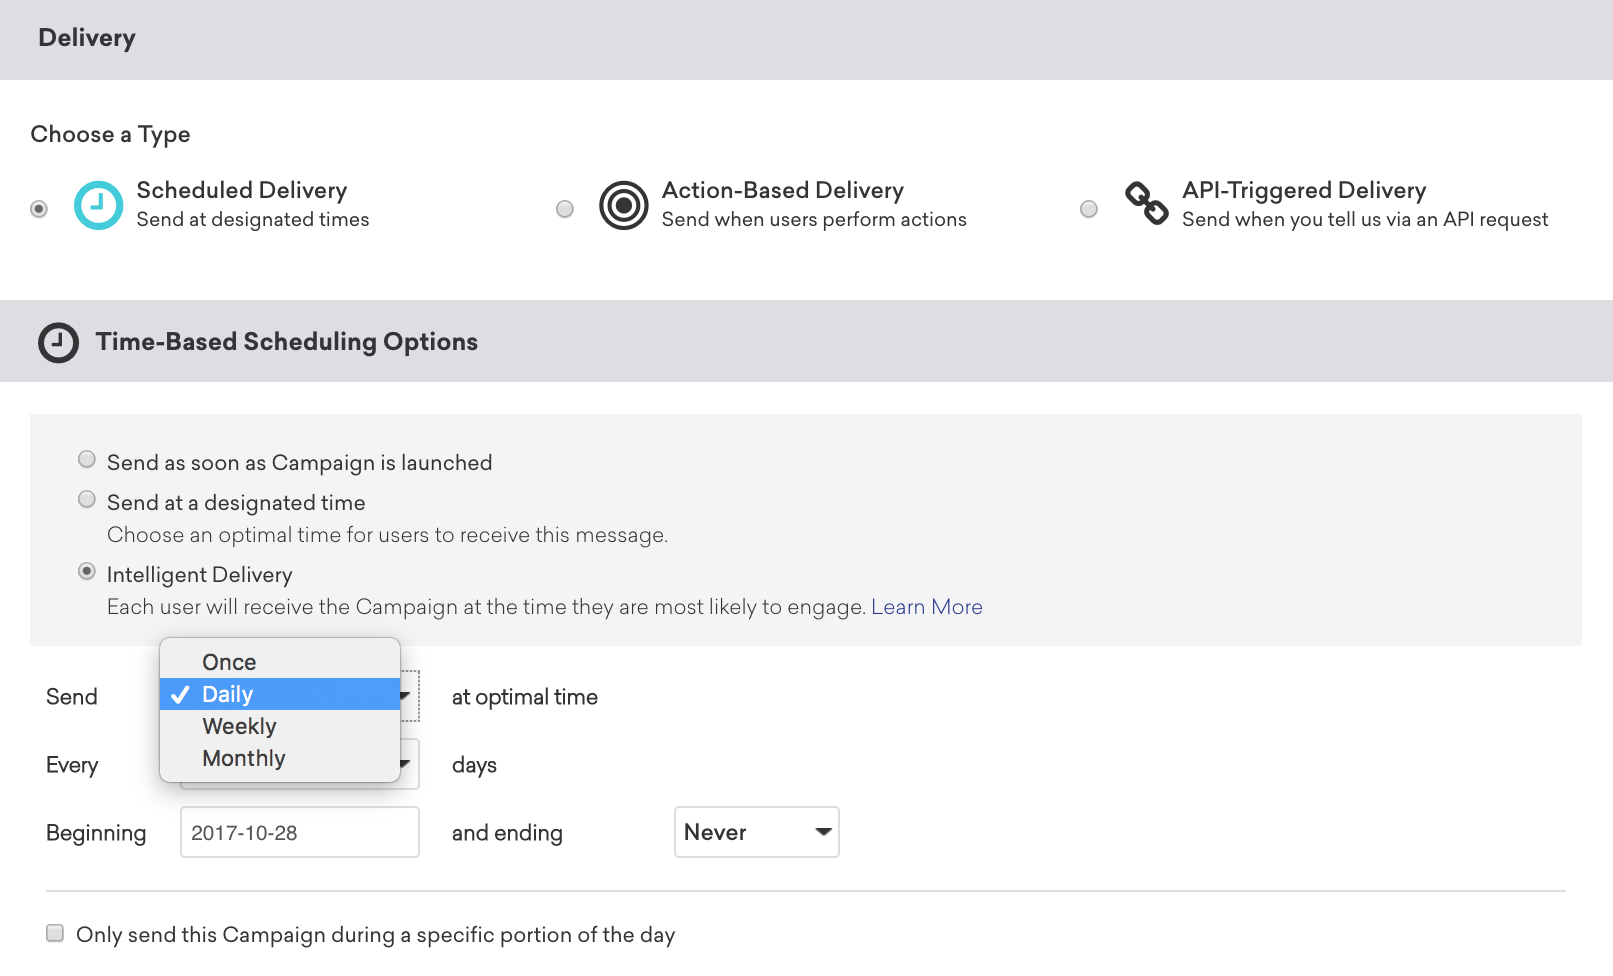 Delivery
Choose a Type
Scheduled Delivery
Send at designated times
Action-Based Delivery
Send when users perform actions
API-Triggered Delivery
Send when you tell us via an API request
Time-Based Scheduling Options
Send as soon as Campaign is launched
Send at a designated time
Choose an optimal time for users to receive this message.
Intelligent Delivery
Each user will receive the Campaign at the time they are most likely to engage. Learn More
Once
Send
Daily
at optimal time
Weekly
Monthly
Every
days
Beginning 2017-10-28 and ending Never
Only send this Campaign during a specific portion of the day